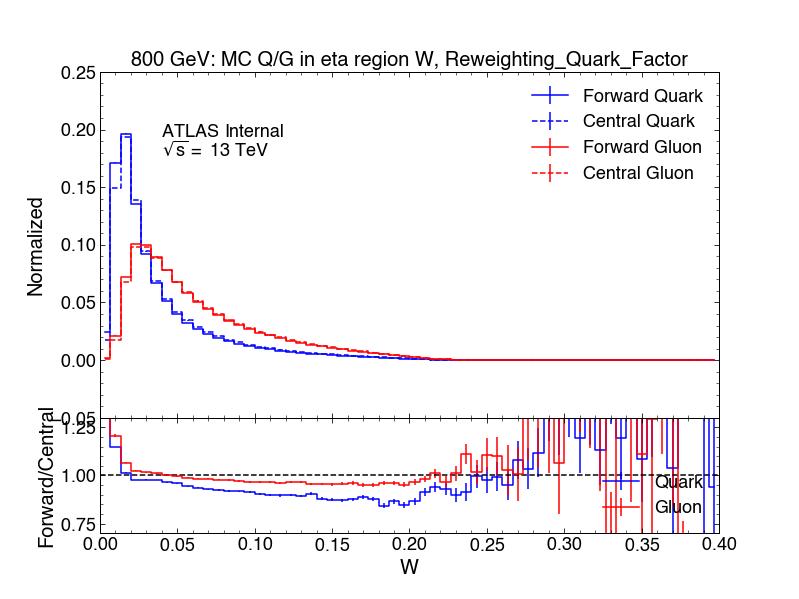 800 GeV: MC Q/G in eta region W, Reweighting_Quark_Factor
0.25
0.20
0.15
0.10
0.05
0.00
Normalized
ATLAS Internal
√s = 13 TeV
Forward Quark
Central Quark
Forward Gluon
Central Gluon
0.05
1.25
1.00
0.75
Forward/Central
Quark
Gluon
0.00 0.05 0.10 0.15 0.20 0.25 0.30 0.35 0.40
W